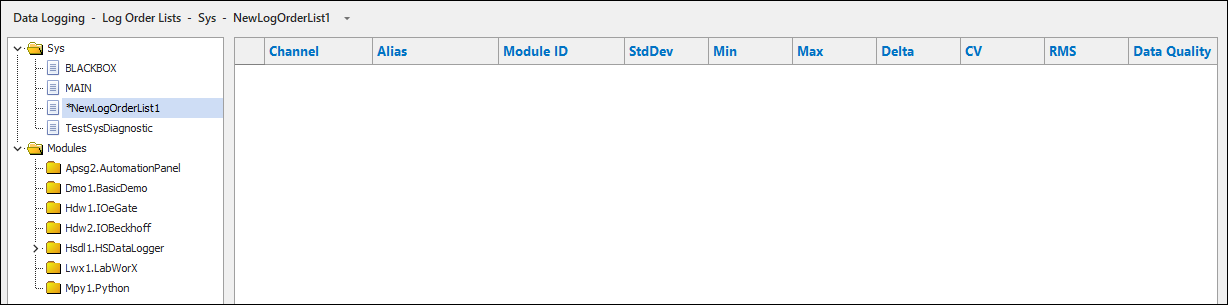 Data Logging - Log Order Lists - Sys - NewLogOrderList1
Sys
BLACKBOX
MAIN
*NewLogOrderList1
TestSysDiagnostic
Modules
Apsg2.AutomationPanel
Dmo1.BasicDemo
Hdw1.IOeGate
Hdw2.IOBeckhoff
Hsdl1.HSDataLogger
Lwx1.LabWorX
Mpy1.Python
Channel Alias Module ID StdDev Min Max Delta CV RMS Data Quality